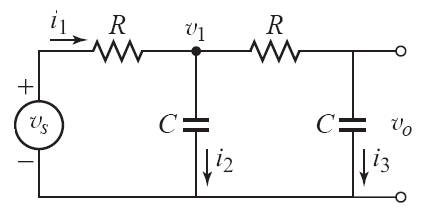 i₁ R v₁ R
+
vₛ C C vₒ
−
i₂ i₃